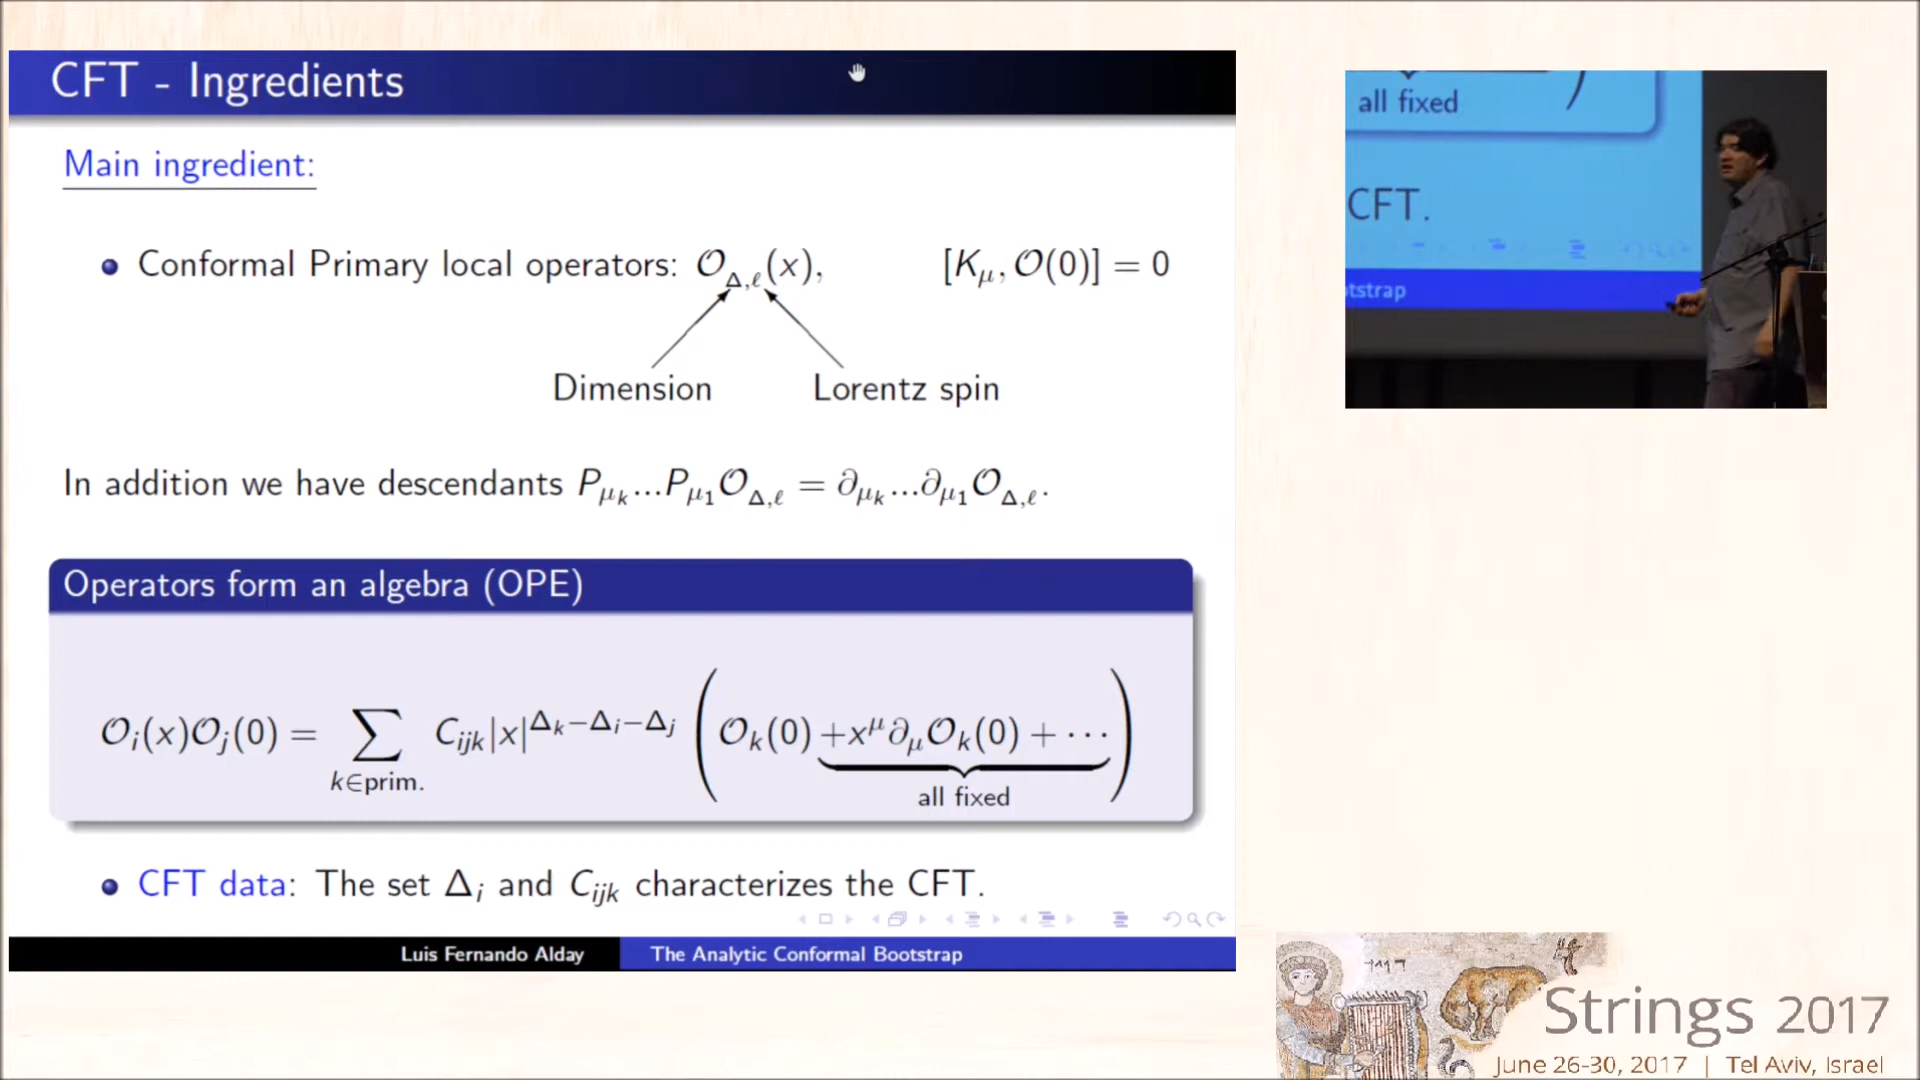 CFT - Ingredients
Main ingredient:
Conformal Primary local operators: 𝒪_{Δ,ℓ}(x), [K_μ, 𝒪(0)] = 0
Dimension Lorentz spin
In addition we have descendants P_{μ_k}...P_{μ_1}𝒪_{Δ,ℓ} = ∂_{μ_k}...∂_{μ_1}𝒪_{Δ,ℓ}.
Operators form an algebra (OPE)
𝒪_i(x)𝒪_j(0) = ∑_{k∈prim.} C_{ijk}|x|^{Δ_k−Δ_i−Δ_j} (𝒪_k(0) +x^μ∂_μ𝒪_k(0) + ⋯)
all fixed
CFT data: The set Δ_i and C_{ijk} characterizes the CFT.
Luis Fernando Alday The Analytic Conformal Bootstrap
all fixed )
CFT.
tstrap
Strings 2017
June 26-30, 2017 | Tel Aviv, Israel